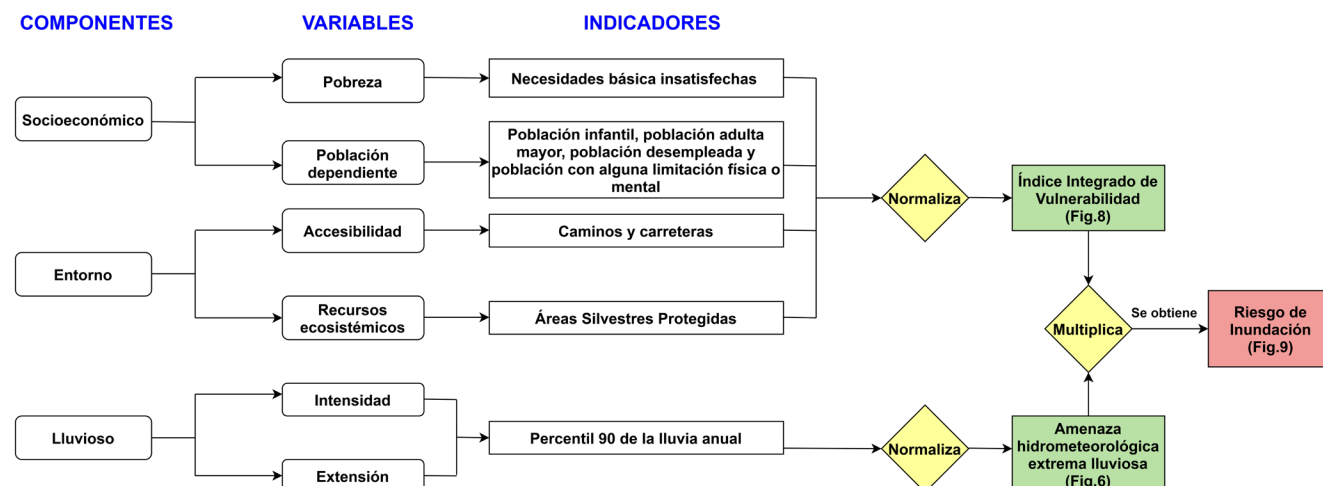 COMPONENTES
VARIABLES
INDICADORES
Socioeconómico
Pobreza
Necesidades básica insatisfechas
Población
dependiente
Población infantil, población adulta
mayor, población desempleada y
población con alguna limitación física o
mental
Entorno
Accesibilidad
Caminos y carreteras
Recursos
ecosistémicos
Áreas Silvestres Protegidas
Normaliza
Índice Integrado de
Vulnerabilidad
(Fig.8)
Multiplica
Se obtiene
Riesgo de
Inundación
(Fig.9)
Lluvioso
Intensidad
Extensión
Percentil 90 de la lluvia anual
Normaliza
Amenaza
hidrometeorológica
extrema lluviosa
(Fig.6)